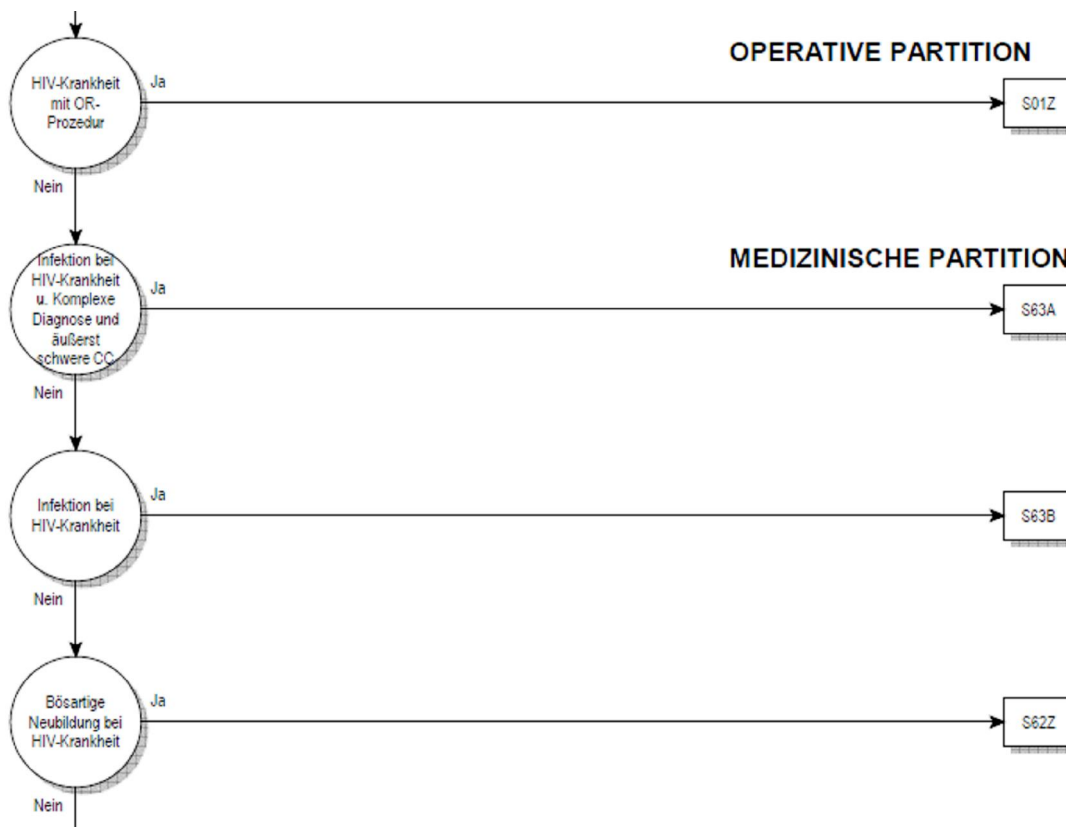 OPERATIVE PARTITION
HIV-Krankheit
mit OR-
Prozedur
Ja
S01Z
Nein
MEDIZINISCHE PARTITION
Infektion bei
HIV-Krankheit
u. Komplexe
Diagnose und
äußerst
schwere CC
Ja
S63A
Nein
Infektion bei
HIV-Krankheit
Ja
S63B
Nein
Bösartige
Neubildung bei
HIV-Krankheit
Ja
S62Z
Nein